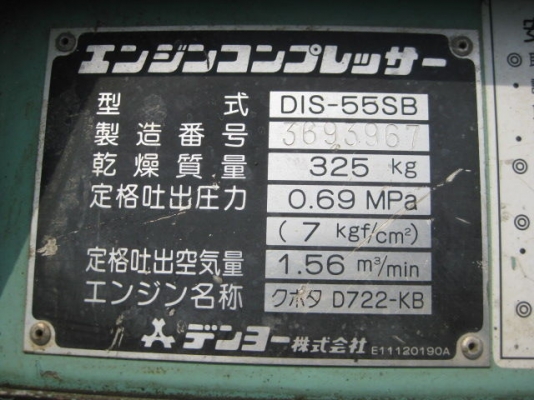 エンジンコンプレッサー
型式 DIS-55SB
製造番号 3693967
乾燥質量 325 kg
定格吐出圧力 0.69 MPa
(7 kgf/cm²)
定格吐出空気量 1.56 m³/min
エンジン名称 クボタ D722-KB
デンヨー株式会社 E11120190A